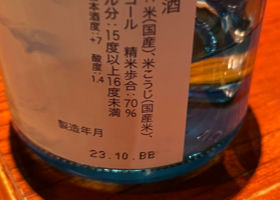 酒
米(国産)、米こうじ(国産米)、
コール 精米歩合:70%
ル分:15度以上16度未満
本酒度:+7 酸度:1.4
製造年月
23.10.BB